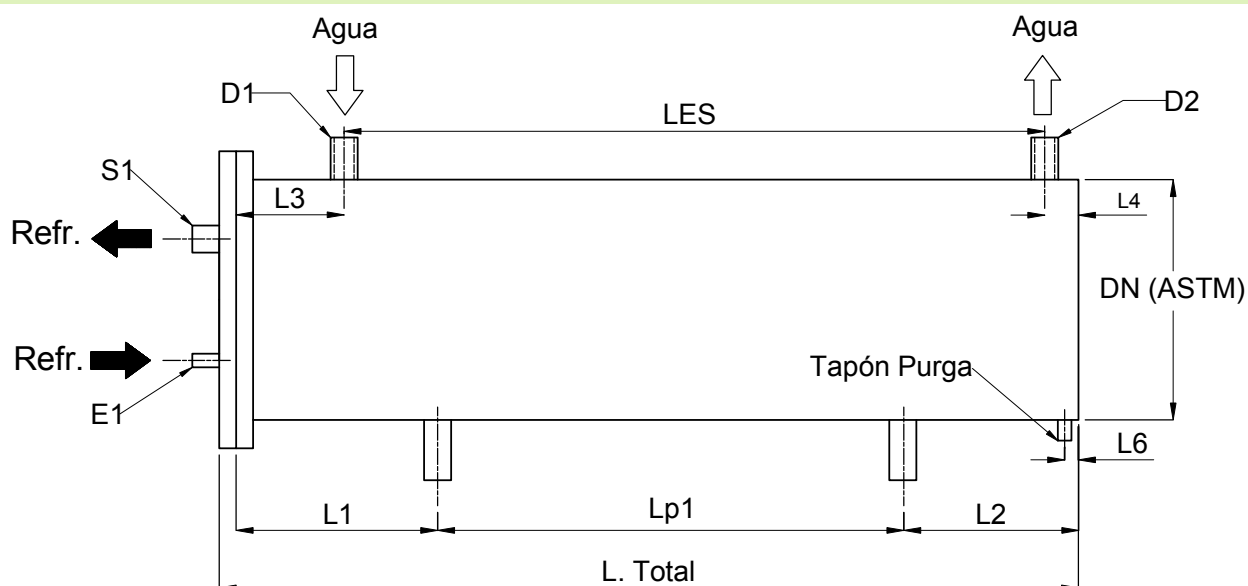 Agua
Agua
D1
LES
D2
S1
L3
L4
Refr.
DN (ASTM)
Refr.
Tapón Purga
E1
L6
L1
Lp1
L2
L. Total